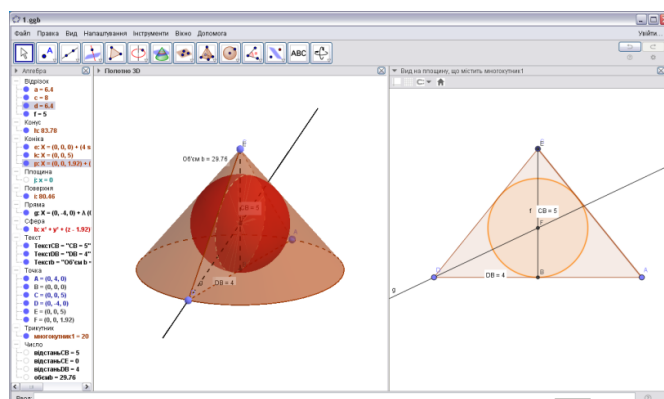 1.ggb
Файл Правка Вид Насташтування Інструменти Вікно Допомога
Увійти...
ABC
Алгебра
Полотно 3D
Вид на площину, що містить многокутник1
Відрізок
a = 6.4
c = 8
d = 6.4
f = 5
Конус
b: 83.78
Коніка
e: X = (0, 0, 0) + (4 c
k: X = (0, 0, 5)
p: X = (0, 0, 1.92) + (
Площина
j: x = 0
Поверхня
i: 80.46
Пряма
g: X = (0, -4, 0) + λ (
Сфера
h: x² + y² + (z - 1.92)
Текст
ТекстCB = "CB = 5"
ТекстDB = "DB = 4"
Текстb = "Об'єм b =
Точка
A = (0, 4, 0)
B = (0, 0, 0)
C = (0, 0, 5)
D = (0, -4, 0)
E = (0, 0, 5)
F = (0, 0, 1.92)
Трикутник
многокутник1 = 20
Число
відстаньCB = 5
відстаньCE = 0
відстаньDB = 4
обємb = 29.76
Об'єм b = 29.76
CB = 5
A
DB = 4
E
f
CB = 5
F
D
DB = 4
B
A
g
Ввод: